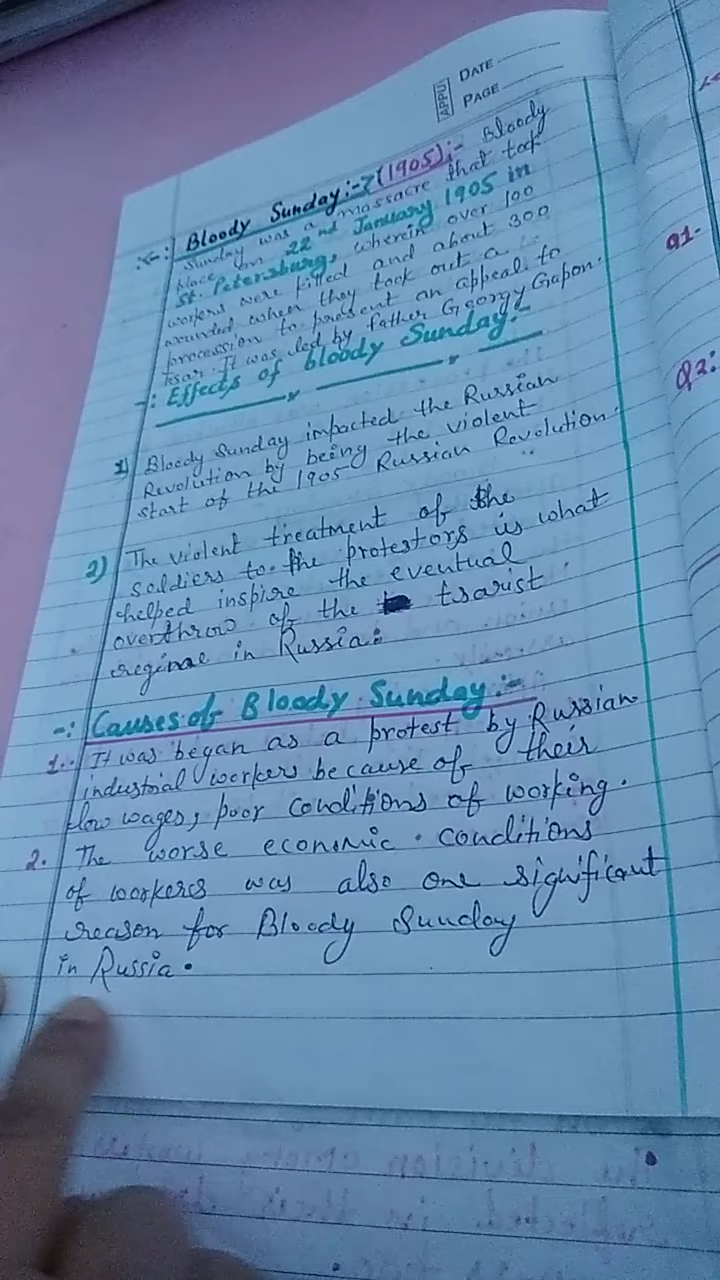 APPU
DATE
PAGE
-: Bloody Sunday:-7(1905):- Bloody
Sunday was a massacre that took
place on 22nd January 1905 in
St. Petersburg, wherein over 100
workers were killed and about 300
wounded when they took out a
procession to present an appeal to
Tsar. It was led by father Georgy Gapon.
-: Effects of bloody Sunday:-
1) Bloody Sunday impacted the Russian
Revolution by being the violent
start of the 1905 Russian Revolution.
2) The violent treatment of the
soldiers to the protestors is what
helped inspire the eventual
overthrow of the tsarist
regime in Russia.
-: Causes of Bloody Sunday:-
1. It was began as a protest by Russian
industrial workers because of their
low wages, poor conditions of working.
2. The worse economic conditions
of workers was also one significant
reason for Bloody Sunday
in Russia.
Q1-
Q2: